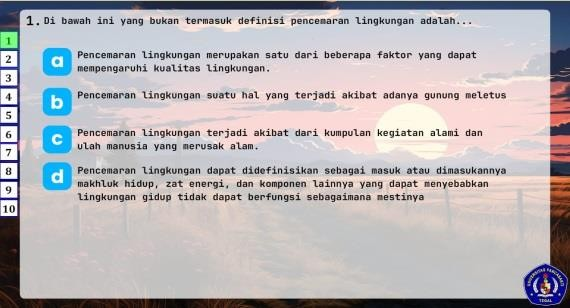 1. Di bawah ini yang bukan termasuk definisi pencemaran lingkungan adalah...
1
2
3
4
5
6
7
8
9
10
a Pencemaran lingkungan merupakan satu dari beberapa faktor yang dapat
mempengaruhi kualitas lingkungan.
b Pencemaran lingkungan suatu hal yang terjadi akibat adanya gunung meletus
c Pencemaran lingkungan terjadi akibat dari kumpulan kegiatan alami dan
ulah manusia yang merusak alam.
d Pencemaran lingkungan dapat didefinisikan sebagai masuk atau dimasukannya
makhluk hidup, zat energi, dan komponen lainnya yang dapat menyebabkan
lingkungan gidup tidak dapat berfungsi sebagaimana mestinya
UNIVERSITAS PANCASAKTI
TEGAL